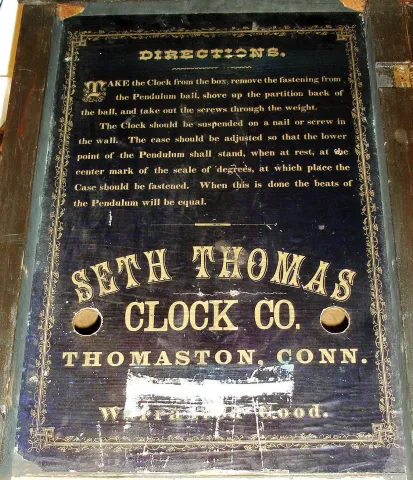 DIRECTIONS.
TAKE the Clock from the box, remove the fastening from
the Pendulum ball, shove up the partition back of
the ball, and take out the screws through the weight.
The Clock should be suspended on a nail or screw in
the wall. The case should be adjusted so that the lower
point of the Pendulum shall stand, when at rest, at the
center mark of the scale of degrees, at which place the
Case should be fastened. When this is done the beats of
the Pendulum will be equal.
SETH THOMAS
CLOCK CO.
THOMASTON, CONN.
Warranted Good.